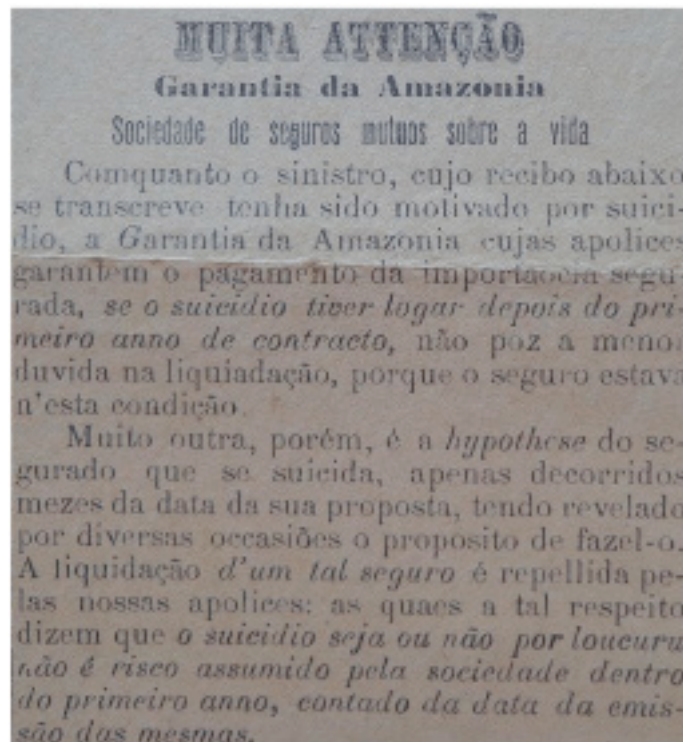 MUITA ATTENÇÃO
Garantia da Amazonia
Sociedade de seguros mutuos sobre a vida
Comquanto o sinistro, cujo recibo abaixo
se transcreve tenha sido motivado por suici-
dio, a Garantia da Amazonia cujas apolices
garantem o pagamento da importancia segu-
rada, se o suicidio tiver logar depois do pri-
meiro anno de contracto, não poz a menor
duvida na liquiadação, porque o seguro estava
n'esta condição.
Muito outra, porém, é a hypothese do se-
gurado que se suicida, apenas decorridos
mezes da data da sua proposta, tendo revelado
por diversas occasiões o proposito de fazel-o.
A liquidação d'um tal seguro é repellida pe-
las nossas apolices: as quaes a tal respeito
dizem que o suicidio seja ou não por loucura
não é risco assumido pela sociedade dentro
do primeiro anno, contado da data da emis-
são das mesmas.